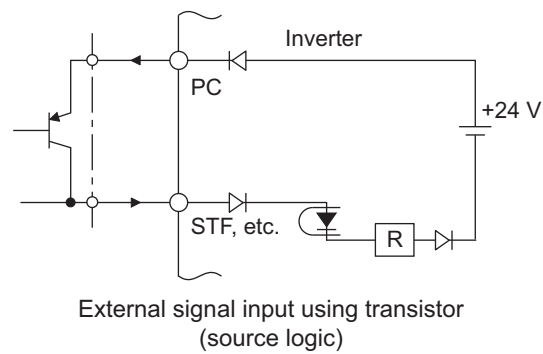 Inverter
PC
+24 V
STF, etc.
R
External signal input using transistor
(source logic)